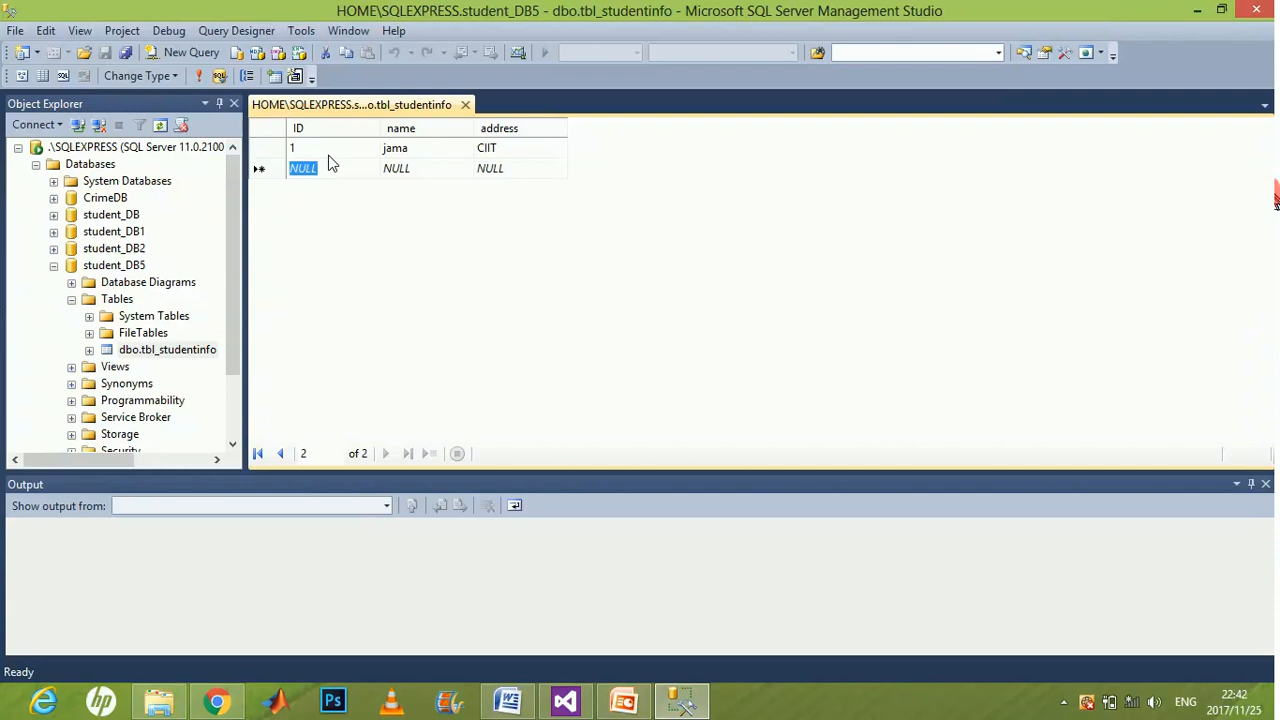 HOME\SQLEXPRESS.student_DB5 - dbo.tbl_studentinfo - Microsoft SQL Server Management Studio
File Edit View Project Debug Query Designer Tools Window Help
New Query
Change Type
Object Explorer
HOME\SQLEXPRESS.s...o.tbl_studentinfo
Connect
ID name address
.\SQLEXPRESS (SQL Server 11.0.2100
1 jama CIIT
Databases
NULL NULL NULL
System Databases
CrimeDB
student_DB
student_DB1
student_DB2
student_DB5
Database Diagrams
Tables
System Tables
FileTables
dbo.tbl_studentinfo
Views
Synonyms
Programmability
Service Broker
Storage
Security
2 of 2
Output
Show output from:
Ready
hp
Ps
ENG
22:42
2017/11/25